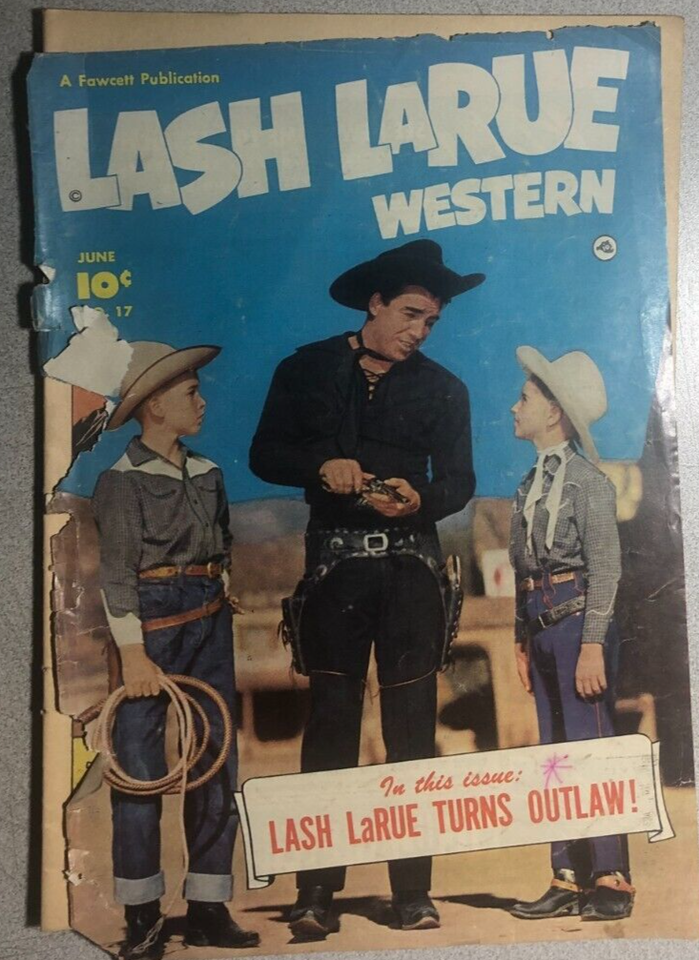 A Fawcett Publication
LASH LARUE
WESTERN
©
JUNE
10¢
17
In this issue:
LASH LaRUE TURNS OUTLAW!